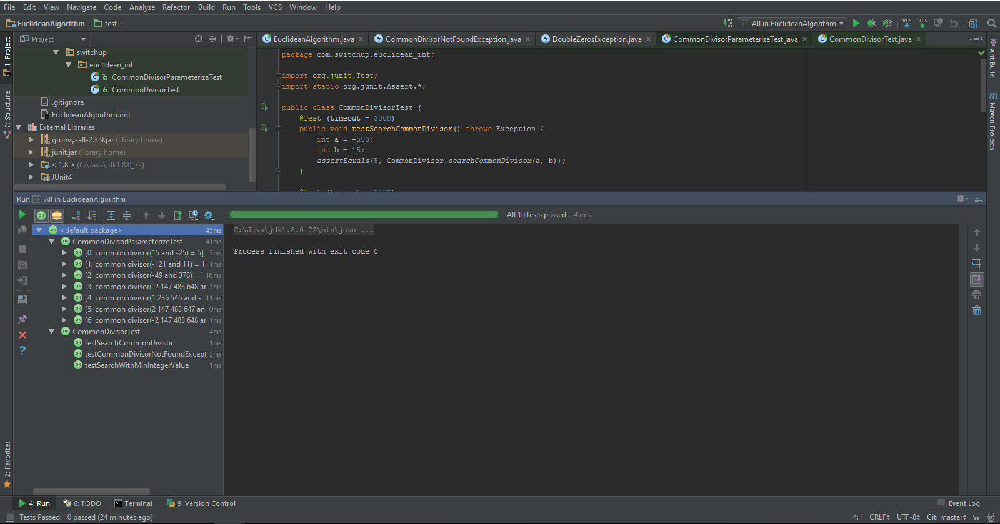 File Edit View Navigate Code Analyze Refactor Build Run Tools VCS Window Help
EuclideanAlgorithm test
All in EuclideanAlgorithm
VCS VCS
1: Project
7: Structure
2: Favorites
Project
switchup
euclidean_int
CommonDivisorParameterizeTest
CommonDivisorTest
.gitignore
EuclideanAlgorithm.iml
External Libraries
groovy-all-2.3.9.jar (library home)
junit.jar (library home)
< 1.8 > (C:\Java\jdk1.8.0_72)
JUnit4
EuclideanAlgorithm.java CommonDivisorNotFoundException.java DoubleZerosException.java CommonDivisorParameterizeTest.java CommonDivisorTest.java
package com.switchup.euclidean_int;
import org.junit.Test;
import static org.junit.Assert.*;
public class CommonDivisorTest {
@Test (timeout = 3000)
public void testSearchCommonDivisor() throws Exception {
int a = -550;
int b = 15;
assertEquals(5, CommonDivisor.searchCommonDivisor(a, b));
}
Ant Build
Maven Projects
Run All in EuclideanAlgorithm
All 10 tests passed – 45ms
<default package> 45ms
CommonDivisorParameterizeTest 41ms
[0: common divisor(15 and -25) = 5] 7ms
[1: common divisor(-121 and 11) = 1 1ms
[2: common divisor(-49 and 378) = 18ms
[3: common divisor(-2 147 483 648 ar 3ms
[4: common divisor(1 236 546 and -2 11ms
[5: common divisor(2 147 483 647 an 0ms
[6: common divisor(-2 147 483 648 ar 1ms
CommonDivisorTest 4ms
testSearchCommonDivisor 1ms
testCommonDivisorNotFoundExcept 2ms
testSearchWithMinIntegerValue 1ms
C:\Java\jdk1.8.0_72\bin\java ...
Process finished with exit code 0
4: Run 6: TODO Terminal 9: Version Control Event Log
Tests Passed: 10 passed (24 minutes ago) 4:1 CRLF UTF-8 Git: master